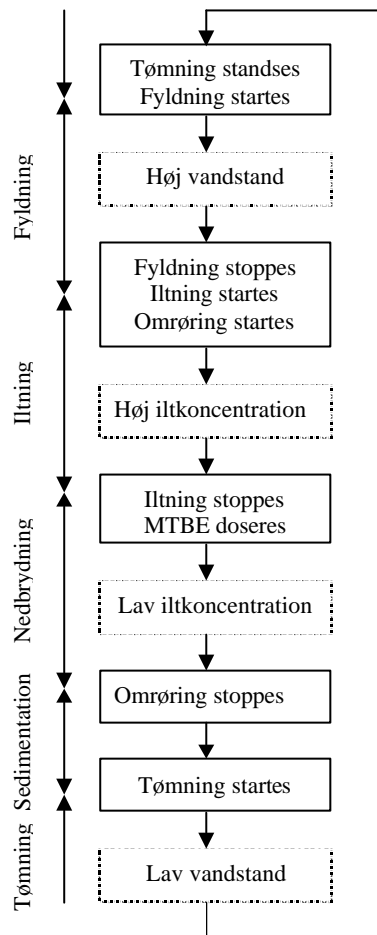 Tømning standses
Fyldning startes
Fyldning
Høj vandstand
Fyldning stoppes
Iltning startes
Omrøring startes
Iltning
Høj iltkoncentration
Iltning stoppes
MTBE doseres
Nedbrydning
Lav iltkoncentration
Omrøring stoppes
Sedimentation
Tømning startes
Tømning
Lav vandstand